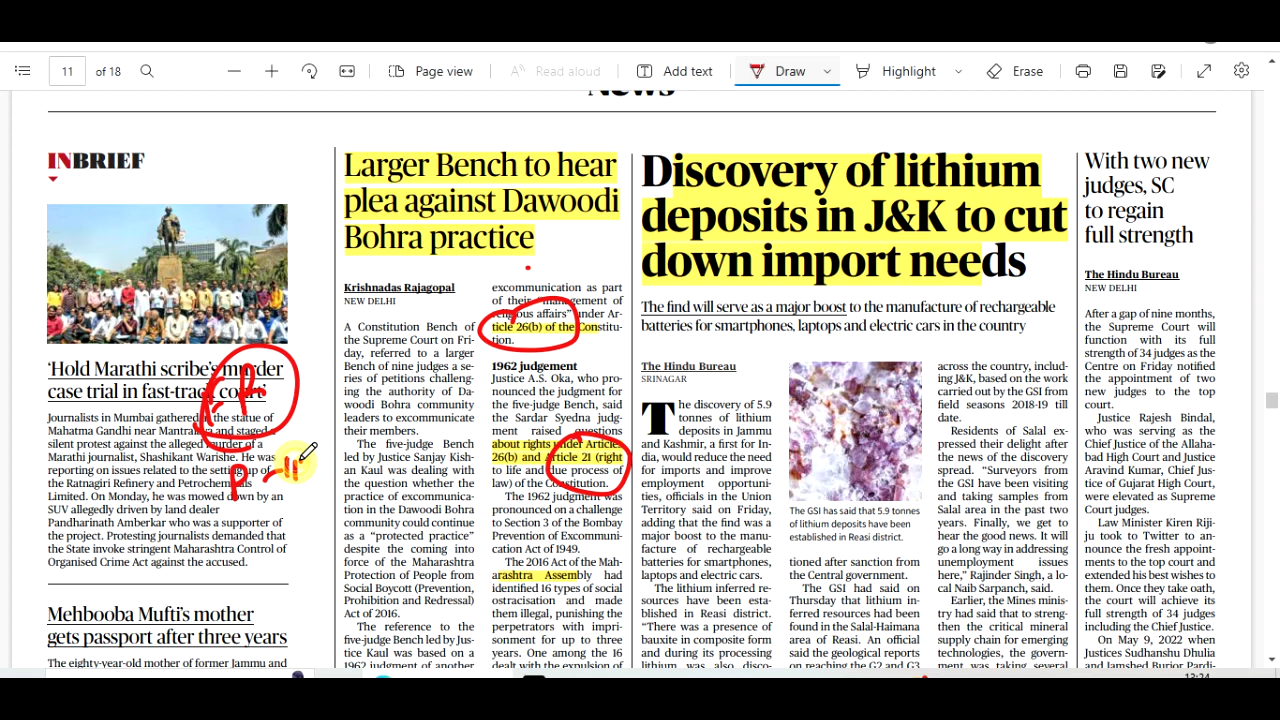 11
of 18
Page view
Read aloud
Add text
Draw
Highlight
Erase
News
INBRIEF
'Hold Marathi scribe's murder
case trial in fast-track court'
Journalists in Mumbai gathered at the statue of
Mahatma Gandhi near Mantralaya and staged a
silent protest against the alleged murder of a
Marathi journalist, Shashikant Warishe. He was
reporting on issues related to the setting up of a
the Ratnagiri Refinery and Petrochemicals
Limited. On Monday, he was mowed down by an
SUV allegedly driven by land dealer
Pandharinath Amberkar who was a supporter of
the project. Protesting journalists demanded that
the State invoke stringent Maharashtra Control of
Organised Crime Act against the accused.
P-11
Mehbooba Mufti's mother
gets passport after three years
The eighty-year-old mother of former Jammu and
Larger Bench to hear
plea against Dawoodi
Bohra practice
Krishnadas Rajagopal
NEW DELHI
A Constitution Bench of
the Supreme Court on Fri-
day, referred to a larger
Bench of nine judges a se-
ries of petitions challeng-
ing the authority of Da-
woodi Bohra community
leaders to excommunicate
their members.
The five-judge Bench
led by Justice Sanjay Kish-
an Kaul was dealing with
the question whether the
practice of excommunica-
tion in the Dawoodi Bohra
community could continue
as a "protected practice"
despite the coming into
force of the Maharashtra
Protection of People from
Social Boycott (Prevention,
Prohibition and Redressal)
Act of 2016.
The reference to the
five-judge Bench led by Jus-
tice Kaul was based on a
1962 judgment of another
excommunication as part
of their "management of
religious affairs" under Ar-
ticle 26(b) of the Constitu-
tion.
1962 judgement
Justice A.S. Oka, who pro-
nounced the judgment for
the five-judge Bench, said
the Sardar Syedna judg-
ment raised questions
about rights under Article
26(b) and Article 21 (right
to life and due process of
law) of the Constitution.
The 1962 judgment was
pronounced on a challenge
to Section 3 of the Bombay
Prevention of Excommuni-
cation Act of 1949.
The 2016 Act of the Mah-
arashtra Assembly had
identified 16 types of social
ostracisation and made
them illegal, punishing the
perpetrators with impri-
sonment for up to three
years. One among the 16
dealt with the expulsion of
Discovery of lithium
deposits in J&K to cut
down import needs
The find will serve as a major boost to the manufacture of rechargeable
batteries for smartphones, laptops and electric cars in the country
The Hindu Bureau
SRINAGAR
The discovery of 5.9
tonnes of lithium
deposits in Jammu
and Kashmir, a first for In-
dia, would reduce the need
for imports and improve
employment opportuni-
ties, officials in the Union
Territory said on Friday,
adding that the find was a
major boost to the manu-
facture of rechargeable
batteries for smartphones,
laptops and electric cars.
The lithium inferred re-
sources have been esta-
blished in Reasi district.
"There was a presence of
bauxite in composite form
and during its processing
lithium was also disco-
The GSI has said that 5.9 tonnes
of lithium deposits have been
established in Reasi district.
tioned after sanction from
the Central government.
The GSI had said on
Thursday that lithium in-
ferred resources had been
found in the Salal-Haimana
area of Reasi. An official
said the geological reports
on reaching the G2 and G3
across the country, includ-
ing J&K, based on the work
carried out by the GSI from
field seasons 2018-19 till
date.
Residents of Salal ex-
pressed their delight after
the news of the discovery
spread. "Surveyors from
the GSI have been visiting
and taking samples from
Salal area in the past two
years. Finally, we get to
hear the good news. It will
go a long way in addressing
unemployment issues
here," Rajinder Singh, a lo-
cal Naib Sarpanch, said.
Earlier, the Mines minis-
try had said that to streng-
then the critical mineral
supply chain for emerging
technologies, the govern-
ment was taking several
With two new
judges, SC
to regain
full strength
The Hindu Bureau
NEW DELHI
After a gap of nine months,
the Supreme Court will
function with its full
strength of 34 judges as the
Centre on Friday notified
the appointment of two
new judges to the top
court.
Justice Rajesh Bindal,
who was serving as the
Chief Justice of the Allaha-
bad High Court and Justice
Aravind Kumar, Chief Jus-
tice of Gujarat High Court,
were elevated as Supreme
Court judges.
Law Minister Kiren Riji-
ju took to Twitter to an-
nounce the fresh appoint-
ments to the top court and
extended his best wishes to
them. Once they take oath,
the court will achieve its
full strength of 34 judges
including the Chief Justice.
On May 9, 2022 when
Justices Sudhanshu Dhulia
and Jamshed Burjor Pardi-
13:24